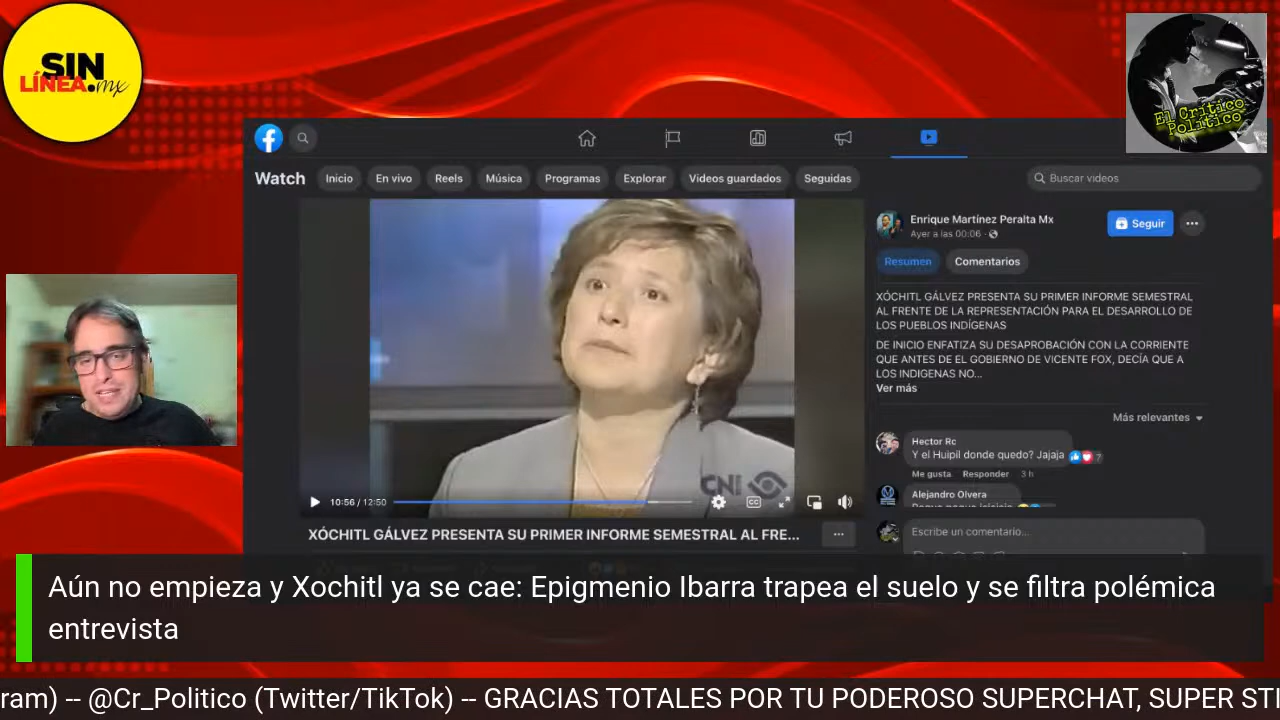 SIN
LÍNEA.mx
El Crítico
Político
Watch
Inicio
En vivo
Reels
Música
Programas
Explorar
Videos guardados
Seguidas
Buscar videos
Enrique Martínez Peralta Mx
Ayer a las 00:06 ·
Seguir
Resumen
Comentarios
XÓCHITL GÁLVEZ PRESENTA SU PRIMER INFORME SEMESTRAL
AL FRENTE DE LA REPRESENTACIÓN PARA EL DESARROLLO DE
LOS PUEBLOS INDÍGENAS
DE INICIO ENFATIZA SU DESAPROBACIÓN CON LA CORRIENTE
QUE ANTES DE EL GOBIERNO DE VICENTE FOX, DECÍA QUE A
LOS INDIGENAS NO...
Ver más
Más relevantes
Hector Rc
Y el Huipil donde quedo? Jajaja
7
Me gusta Responder 3 h
Alejandro Olvera
Escribe un comentario...
CNI
10:56 / 12:50
CC
XÓCHITL GÁLVEZ PRESENTA SU PRIMER INFORME SEMESTRAL AL FRE...
Aún no empieza y Xochitl ya se cae: Epigmenio Ibarra trapea el suelo y se filtra polémica
entrevista
ram) -- @Cr_Politico (Twitter/TikTok) -- GRACIAS TOTALES POR TU PODEROSO SUPERCHAT, SUPER STI